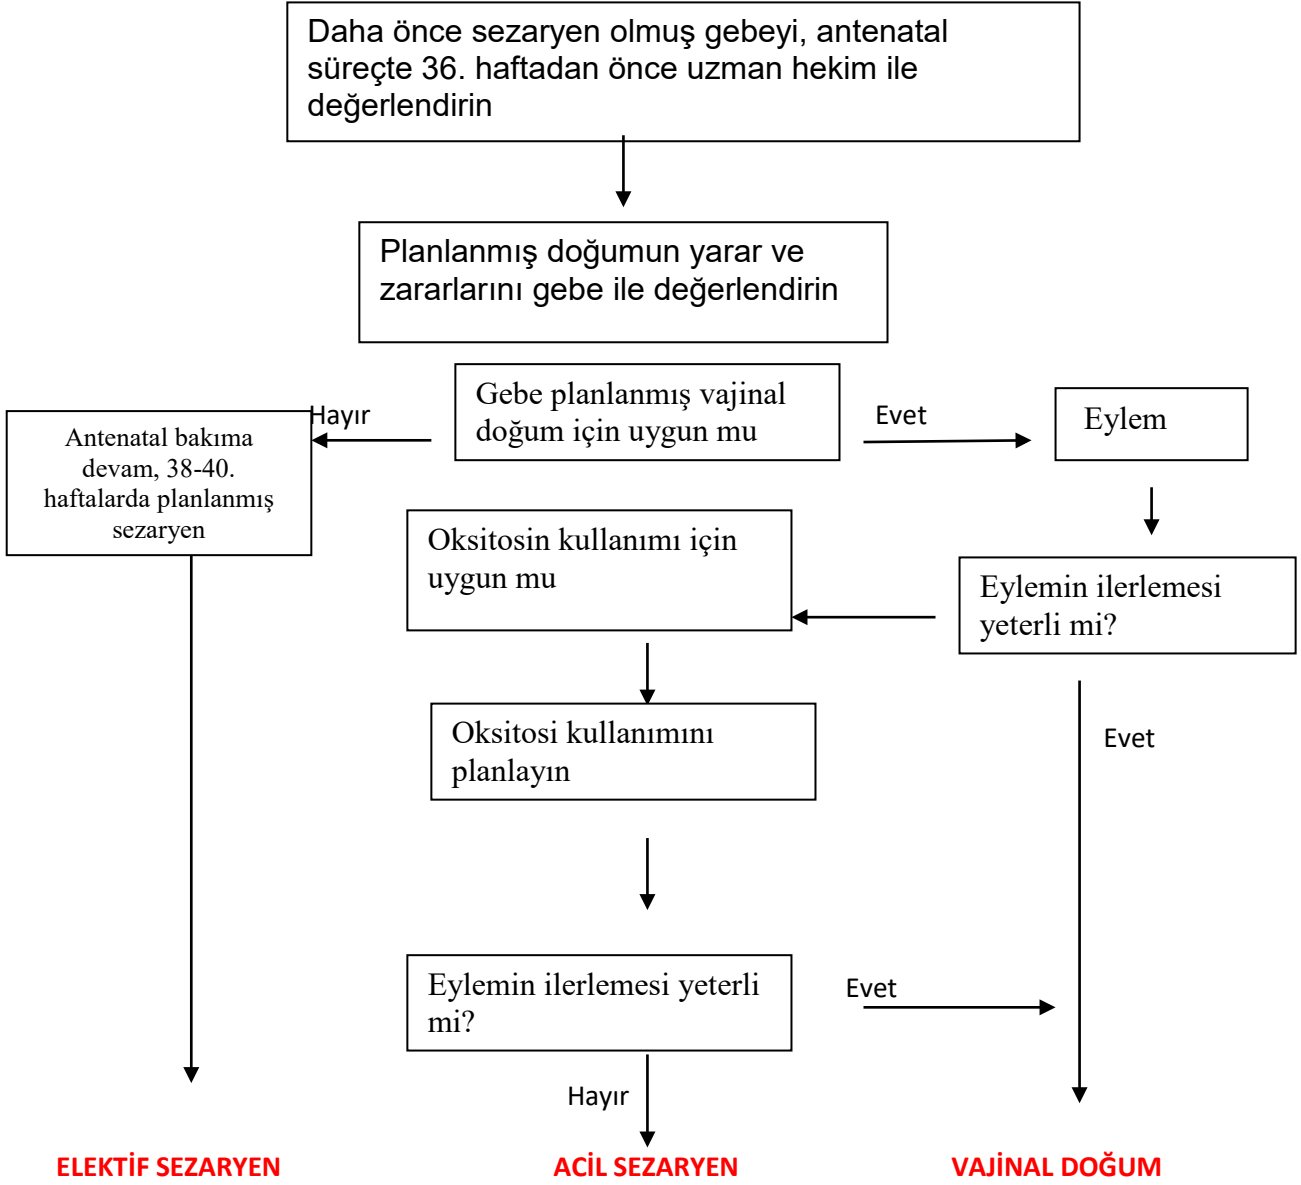 Daha önce sezaryen olmuş gebeyi, antenatal
süreçte 36. haftadan önce uzman hekim ile
değerlendirin
Planlanmış doğumun yarar ve
zararlarını gebe ile değerlendirin
Gebe planlanmış vajinal
doğum için uygun mu
Hayır
Evet
Eylem
Antenatal bakıma
devam, 38-40.
haftalarda planlanmış
sezaryen
Oksitosin kullanımı için
uygun mu
Eylemin ilerlemesi
yeterli mi?
Oksitosi kullanımını
planlayın
Evet
Eylemin ilerlemesi yeterli
mi?
Evet
Hayır
ELEKTİF SEZARYEN
ACİL SEZARYEN
VAJİNAL DOĞUM